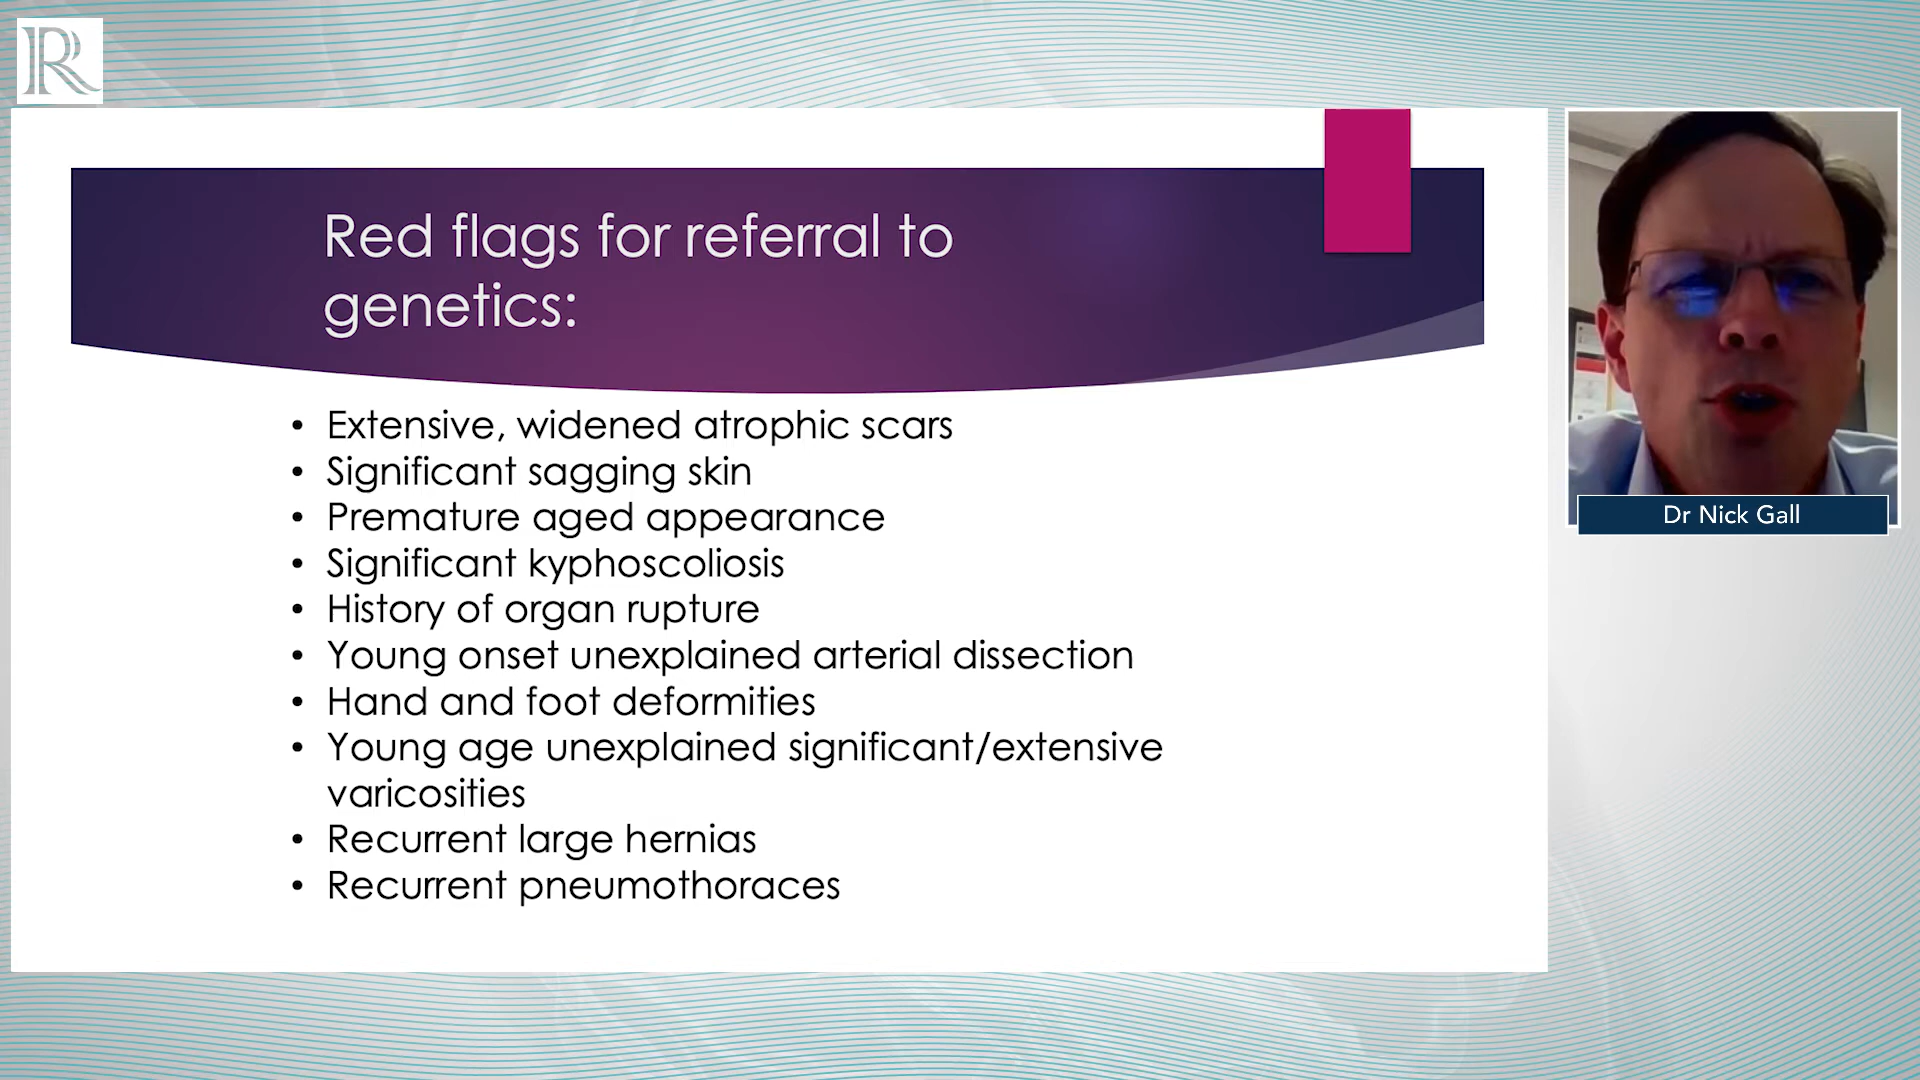 R
Red flags for referral to
genetics:
• Extensive, widened atrophic scars
• Significant sagging skin
• Premature aged appearance
• Significant kyphoscoliosis
• History of organ rupture
• Young onset unexplained arterial dissection
• Hand and foot deformities
• Young age unexplained significant/extensive
varicosities
• Recurrent large hernias
• Recurrent pneumothoraces
Dr Nick Gall